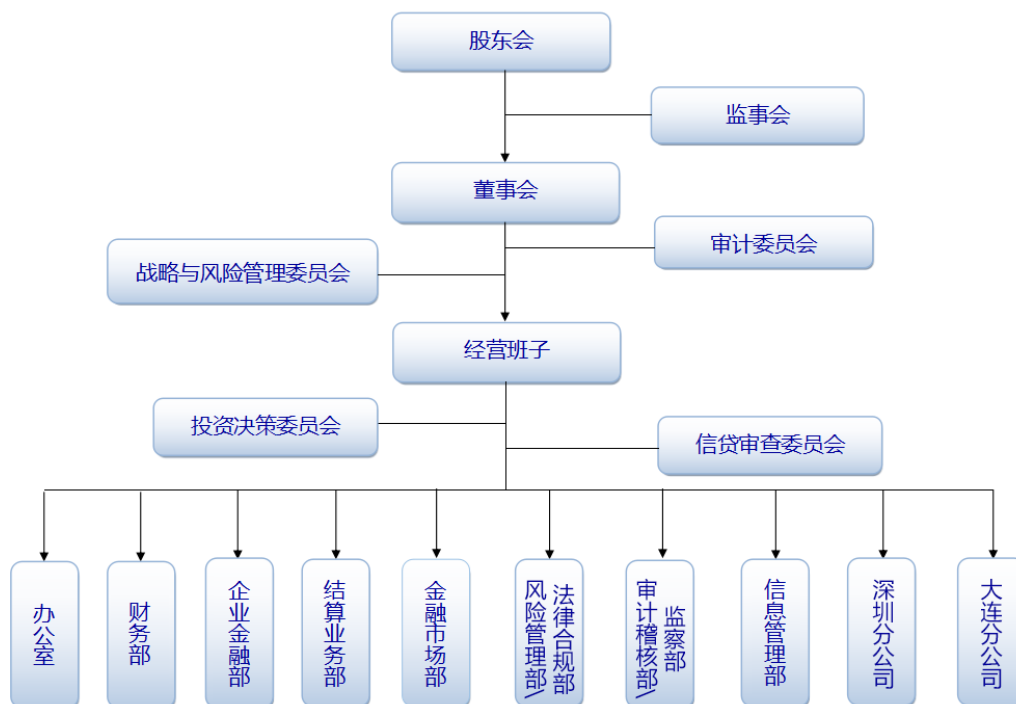 股东会
监事会
董事会
审计委员会
战略与风险管理委员会
经营班子
投资决策委员会
信贷审查委员会
办公室
财务部
企业金融部
结算业务部
金融市场部
风险管理部\
法律合规部
审计稽核部\
监察部
信息管理部
深圳分公司
大连分公司